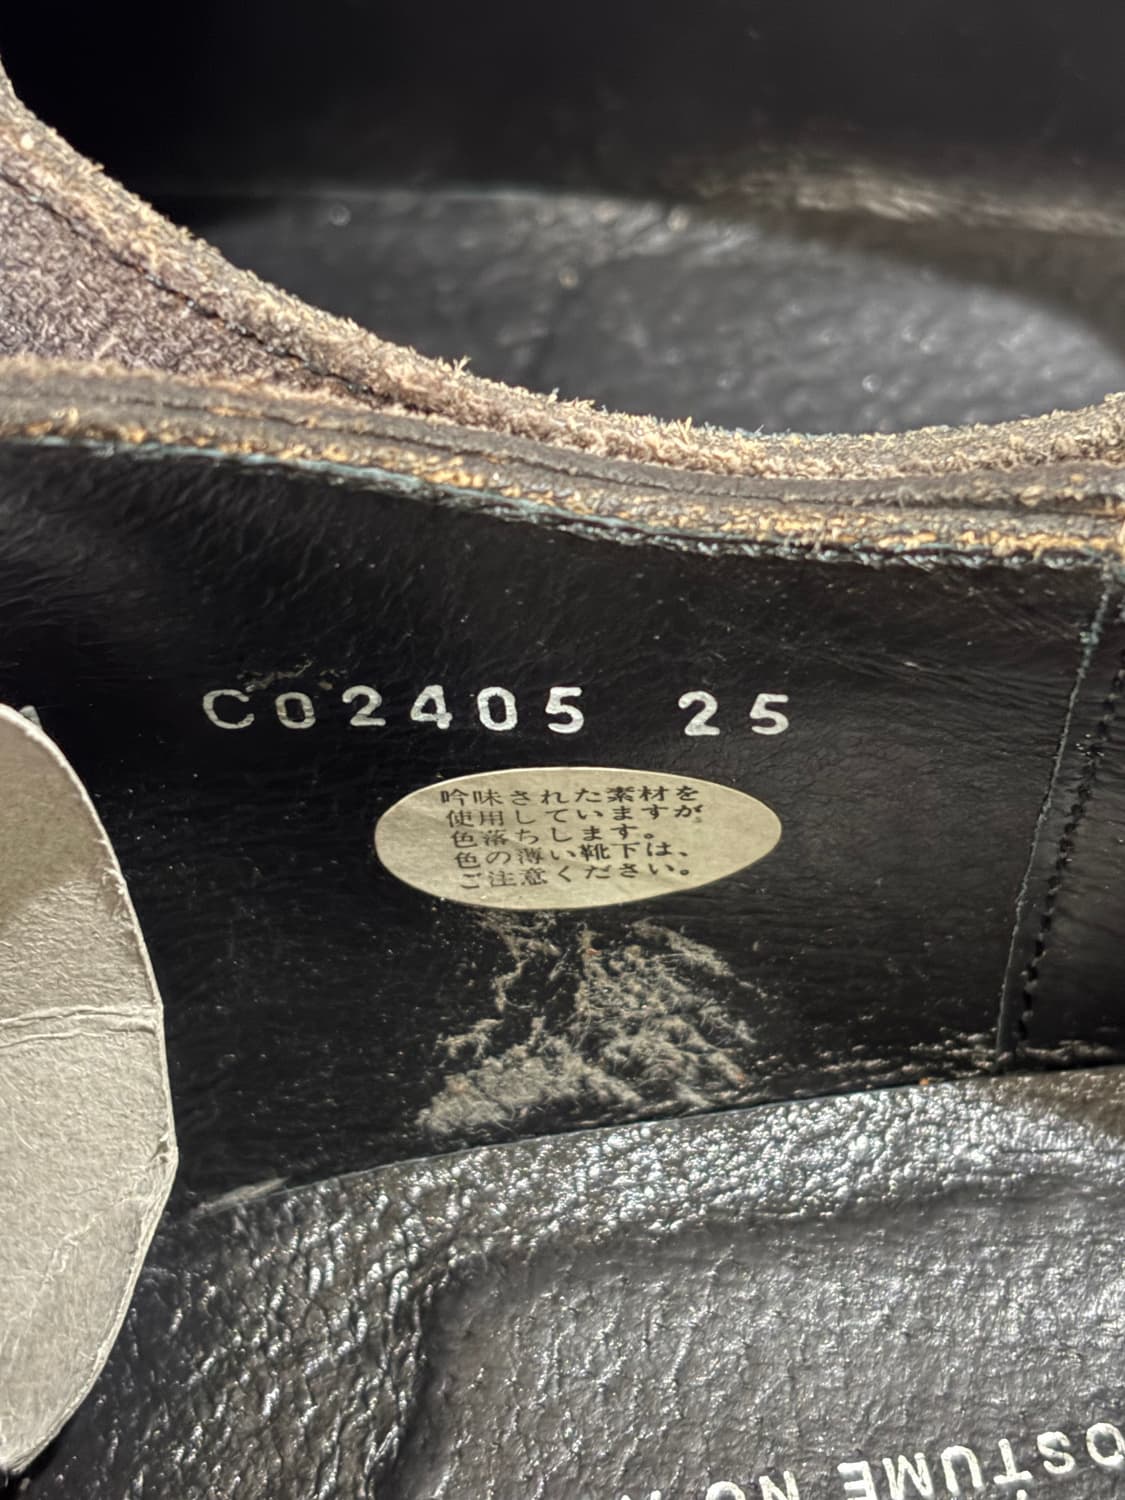 C02405 25
吟味された素材を
使用していますが
色落ちします。
色の薄い靴下は、
ご注意ください。
OSTUME NO